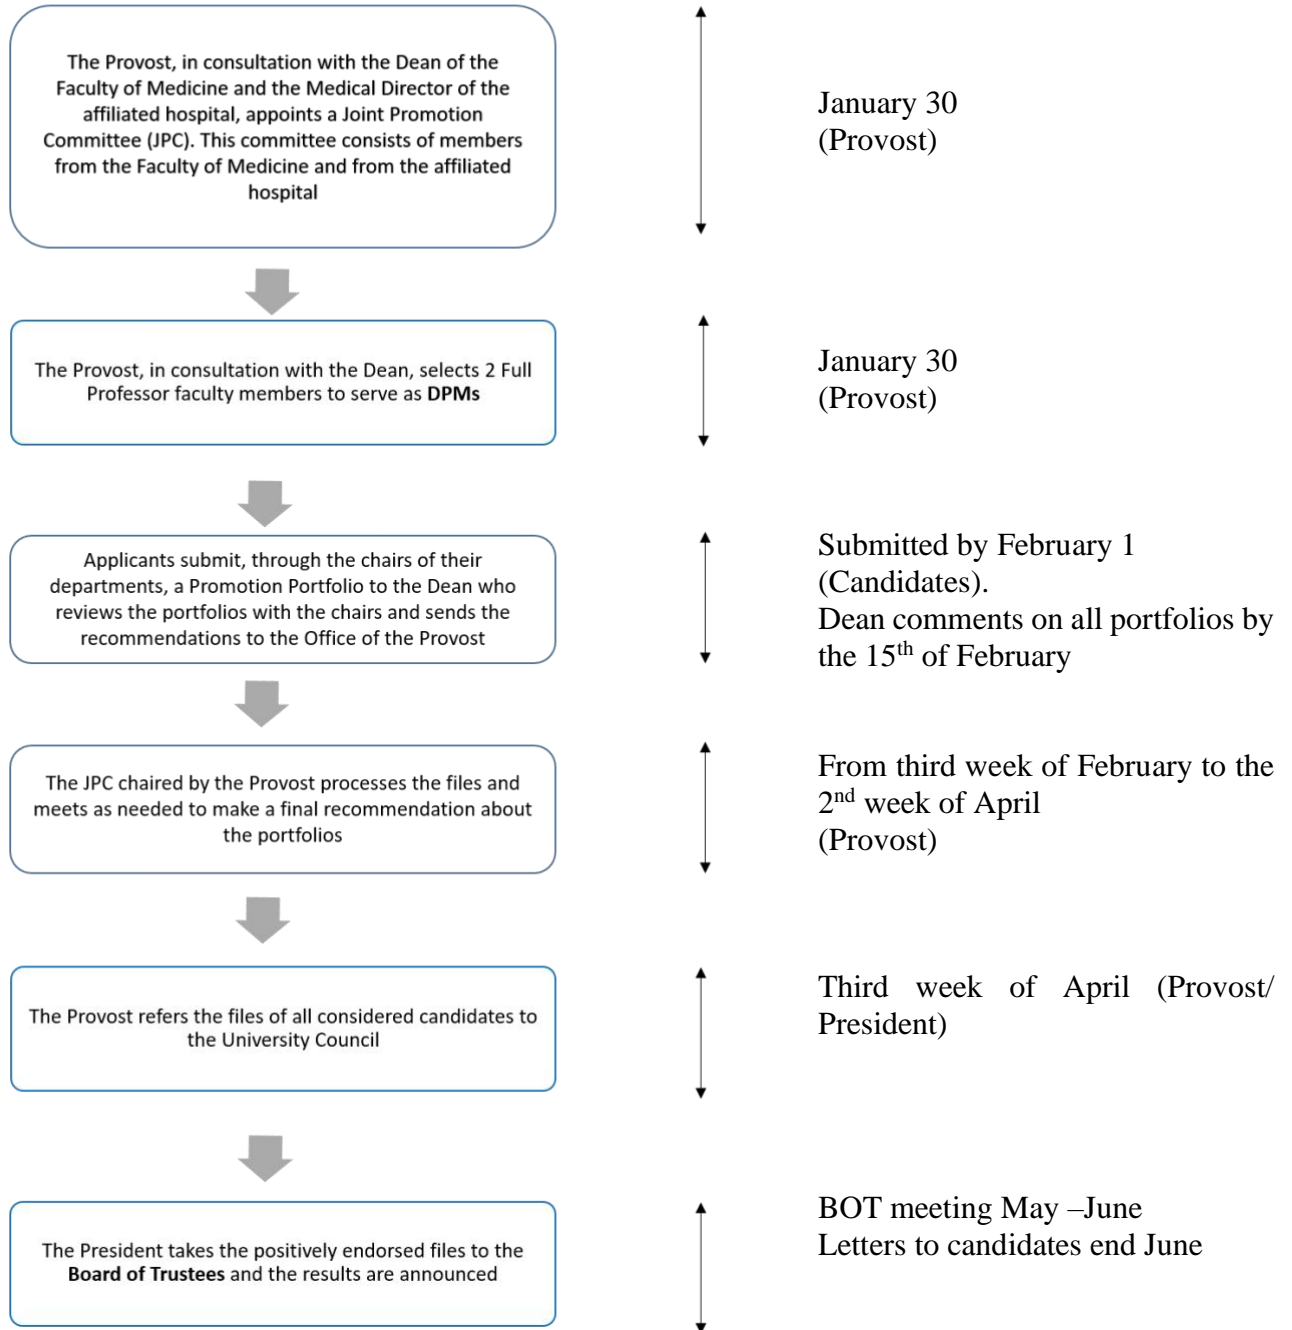 The Provost, in consultation with the Dean of the
Faculty of Medicine and the Medical Director of the
affiliated hospital, appoints a Joint Promotion
Committee (JPC). This committee consists of members
from the Faculty of Medicine and from the affiliated
hospital
January 30
(Provost)
The Provost, in consultation with the Dean, selects 2 Full
Professor faculty members to serve as DPMs
January 30
(Provost)
Applicants submit, through the chairs of their
departments, a Promotion Portfolio to the Dean who
reviews the portfolios with the chairs and sends the
recommendations to the Office of the Provost
Submitted by February 1
(Candidates).
Dean comments on all portfolios by
the 15th of February
The JPC chaired by the Provost processes the files and
meets as needed to make a final recommendation about
the portfolios
From third week of February to the
2nd week of April
(Provost)
The Provost refers the files of all considered candidates to
the University Council
Third week of April (Provost/
President)
The President takes the positively endorsed files to the
Board of Trustees and the results are announced
BOT meeting May –June
Letters to candidates end June